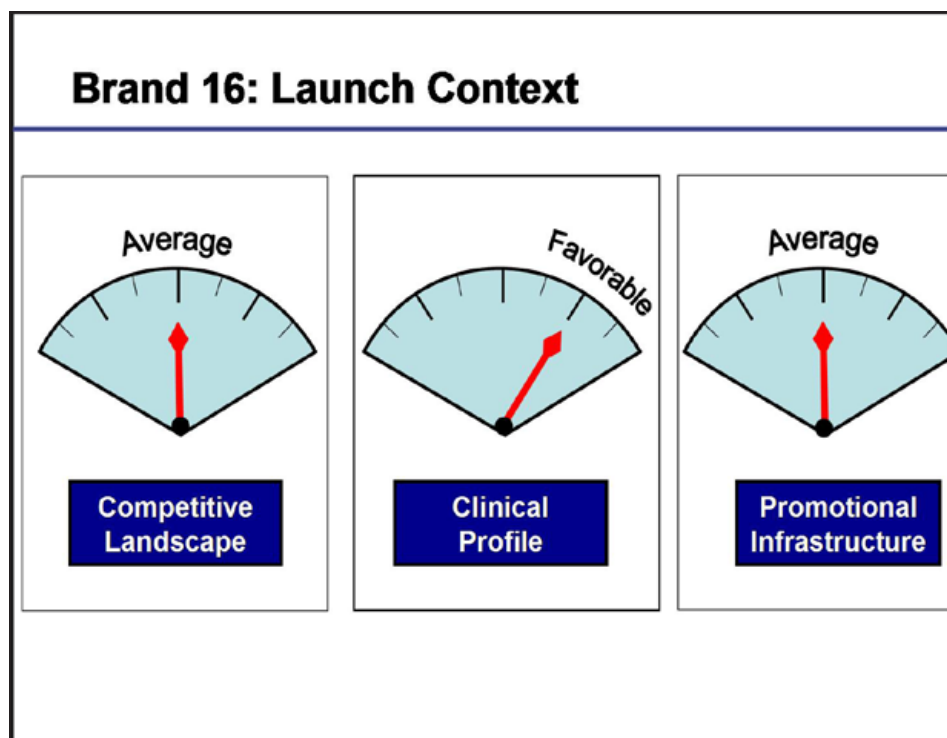 Brand 16: Launch Context
Average
Favorable
Average
Competitive
Landscape
Clinical
Profile
Promotional
Infrastructure